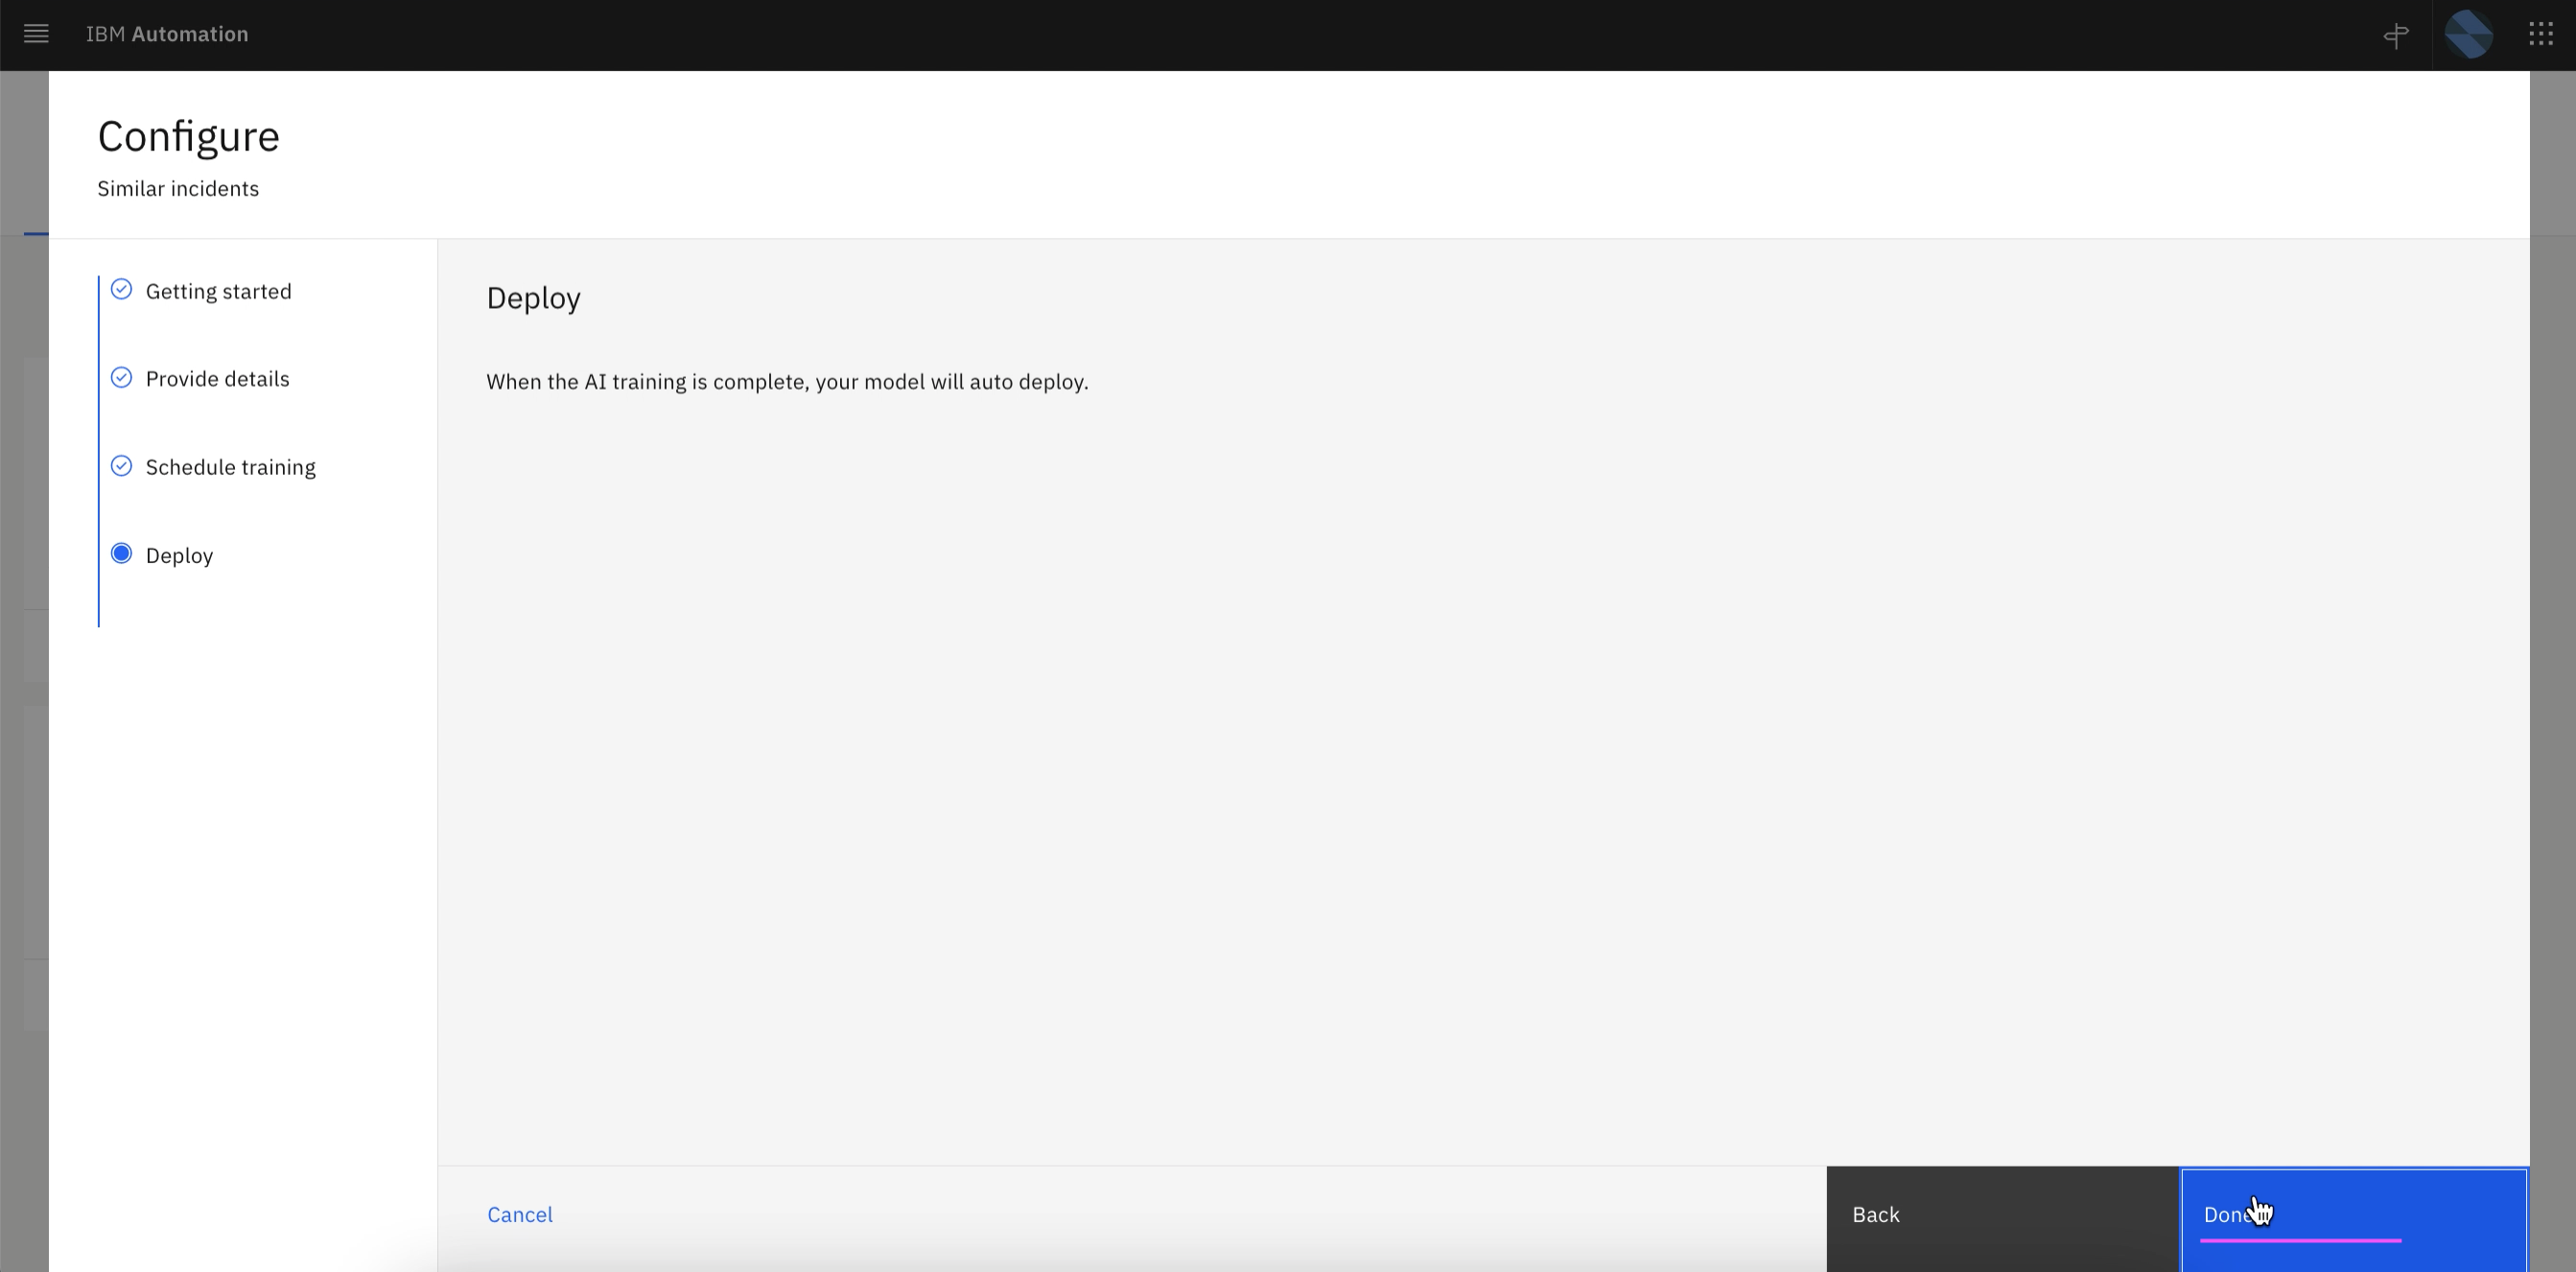 IBM Automation
Configure
Similar incidents
Getting started
Provide details
Schedule training
Deploy
Deploy
When the AI training is complete, your model will auto deploy.
Cancel
Back
Done